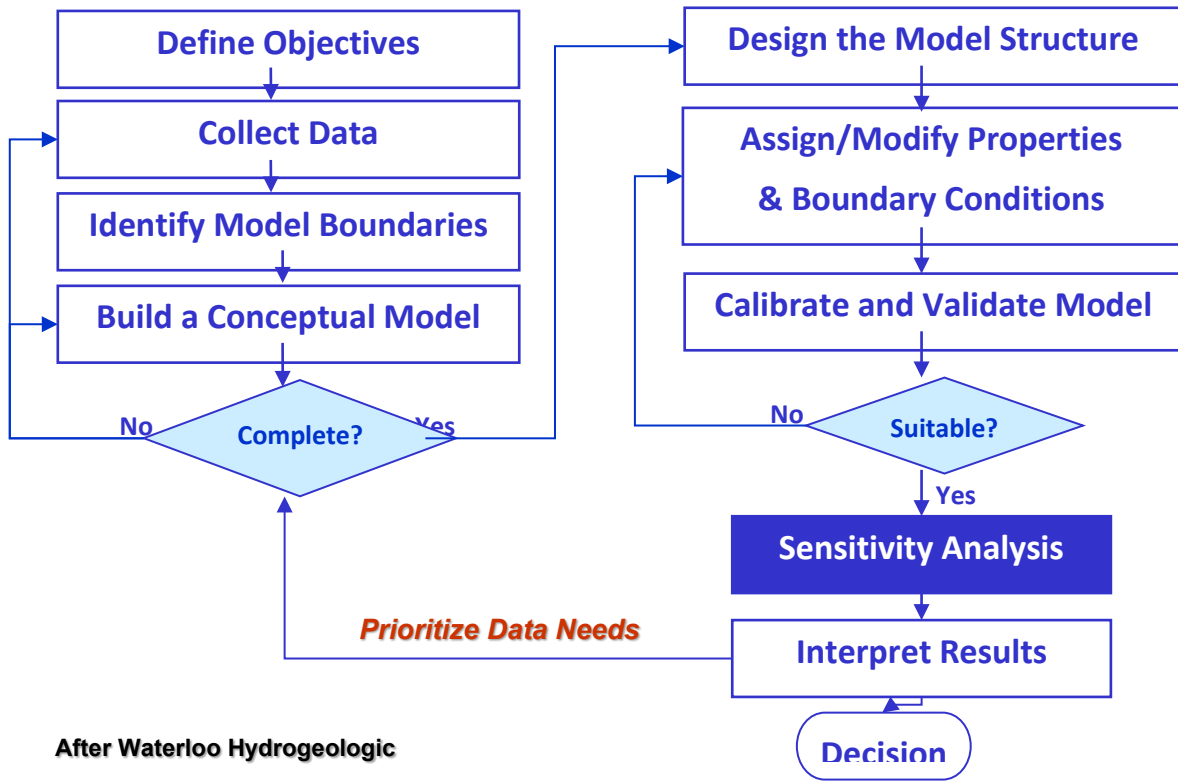 Define Objectives
Collect Data
Identify Model Boundaries
Build a Conceptual Model
No
Complete?
Yes
Design the Model Structure
Assign/Modify Properties
& Boundary Conditions
Calibrate and Validate Model
No
Suitable?
Yes
Sensitivity Analysis
Prioritize Data Needs
Interpret Results
Decision
After Waterloo Hydrogeologic